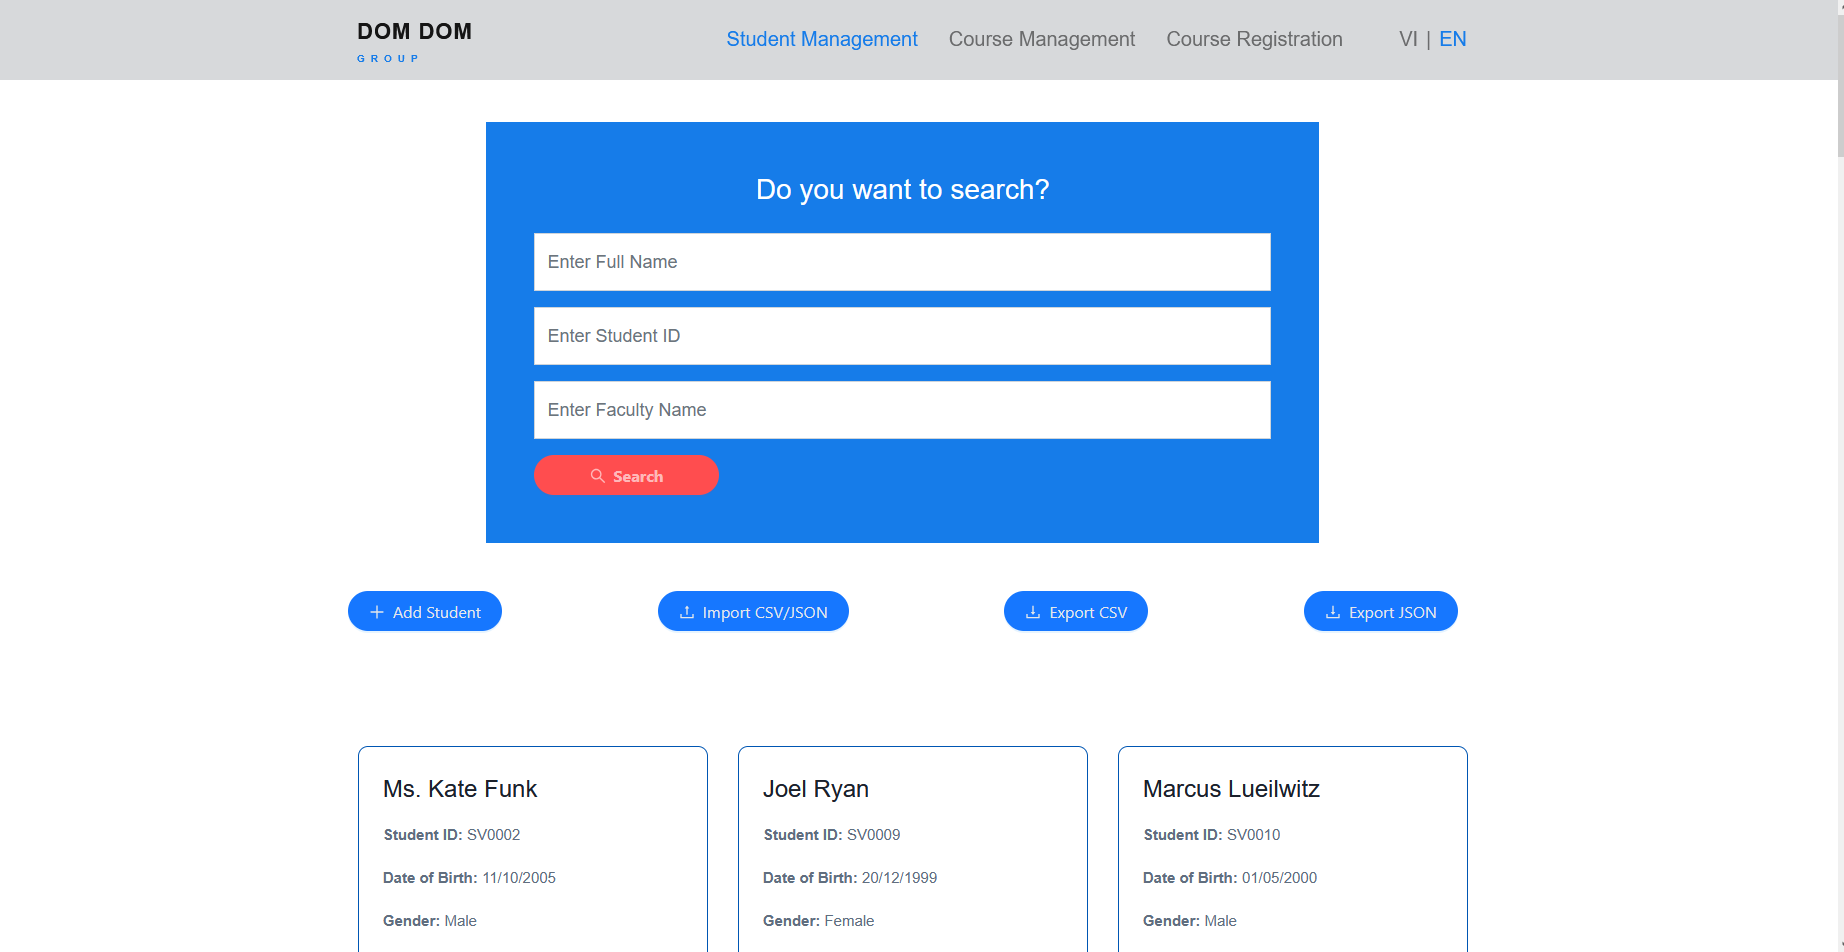 DOM DOM
GROUP
Student Management
Course Management
Course Registration
VI | EN
Do you want to search?
Enter Full Name
Enter Student ID
Enter Faculty Name
Search
Add Student
Import CSV/JSON
Export CSV
Export JSON
Ms. Kate Funk
Student ID: SV0002
Date of Birth: 11/10/2005
Gender: Male
Joel Ryan
Student ID: SV0009
Date of Birth: 20/12/1999
Gender: Female
Marcus Lueilwitz
Student ID: SV0010
Date of Birth: 01/05/2000
Gender: Male